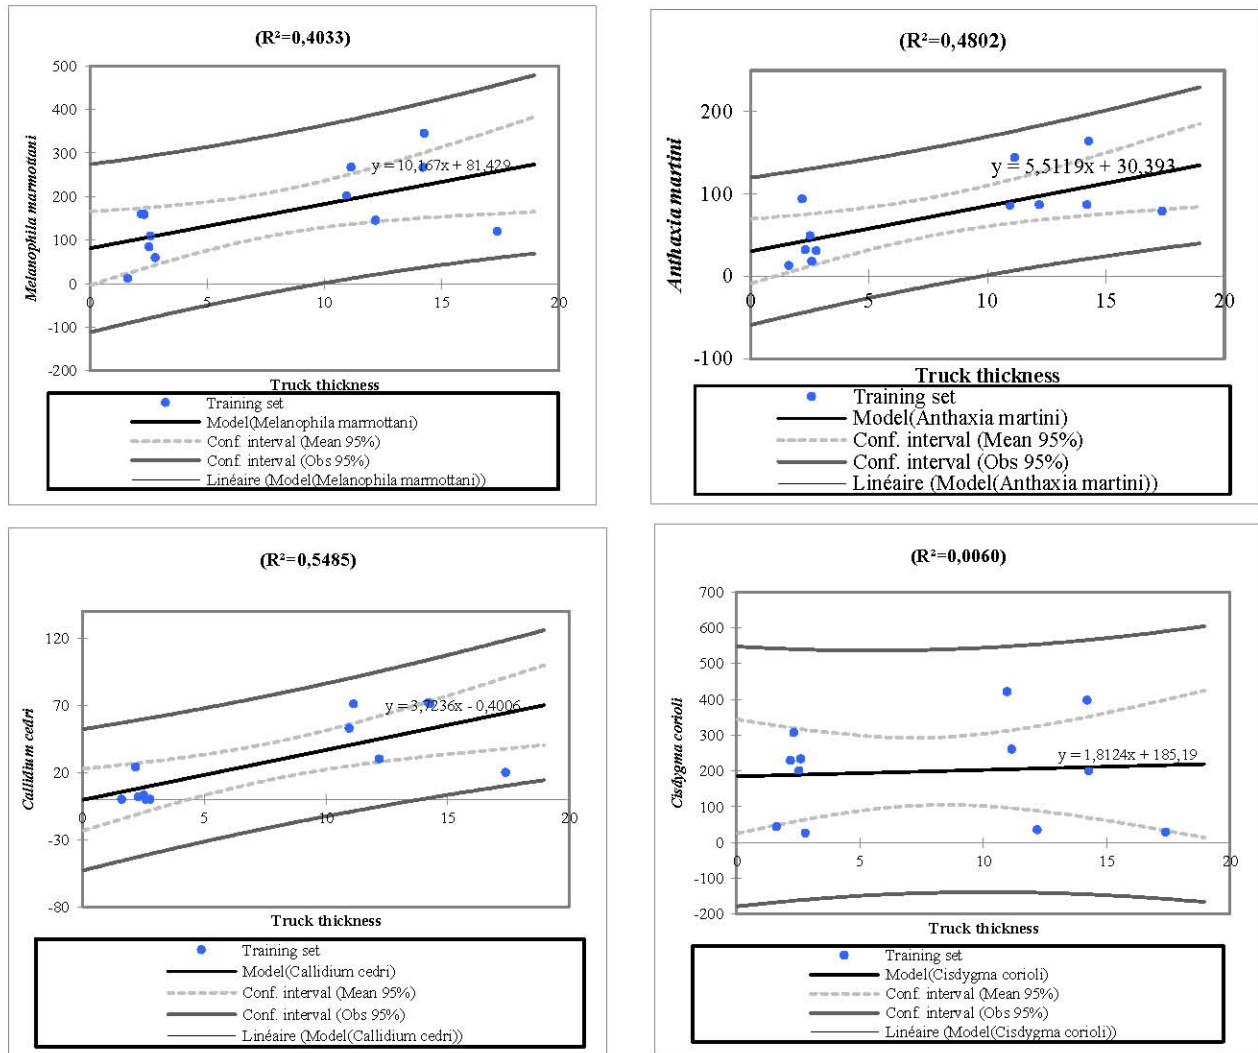 (R²=0,4033)
Melanophila marmottani
500
400
300
200
100
0
-100
-200
0
5
10
15
20
y = 10,167x + 81,429
Truck thickness
Training set
Model(Melanophila marmottani)
Conf. interval (Mean 95%)
Conf. interval (Obs 95%)
Linéaire (Model(Melanophila marmottani))
(R²=0,4802)
Anthaxia martini
200
100
0
-100
0
5
10
15
20
y = 5,5119x + 30,393
Truck thickness
Training set
Model(Anthaxia martini)
Conf. interval (Mean 95%)
Conf. interval (Obs 95%)
Linéaire (Model(Anthaxia martini))
(R²=0,5485)
Callidium cedri
120
70
20
-30
-80
0
5
10
15
20
y = 3,7236x - 0,4006
Truck thickness
Training set
Model(Callidium cedri)
Conf. interval (Mean 95%)
Conf. interval (Obs 95%)
Linéaire (Model(Callidium cedri))
(R²=0,0060)
Cisdygma corioli
700
600
500
400
300
200
100
0
-100
-200
0
5
10
15
20
y = 1,8124x + 185,19
Truck thickness
Training set
Model(Cisdygma corioli)
Conf. interval (Mean 95%)
Conf. interval (Obs 95%)
Linéaire (Model(Cisdygma corioli))